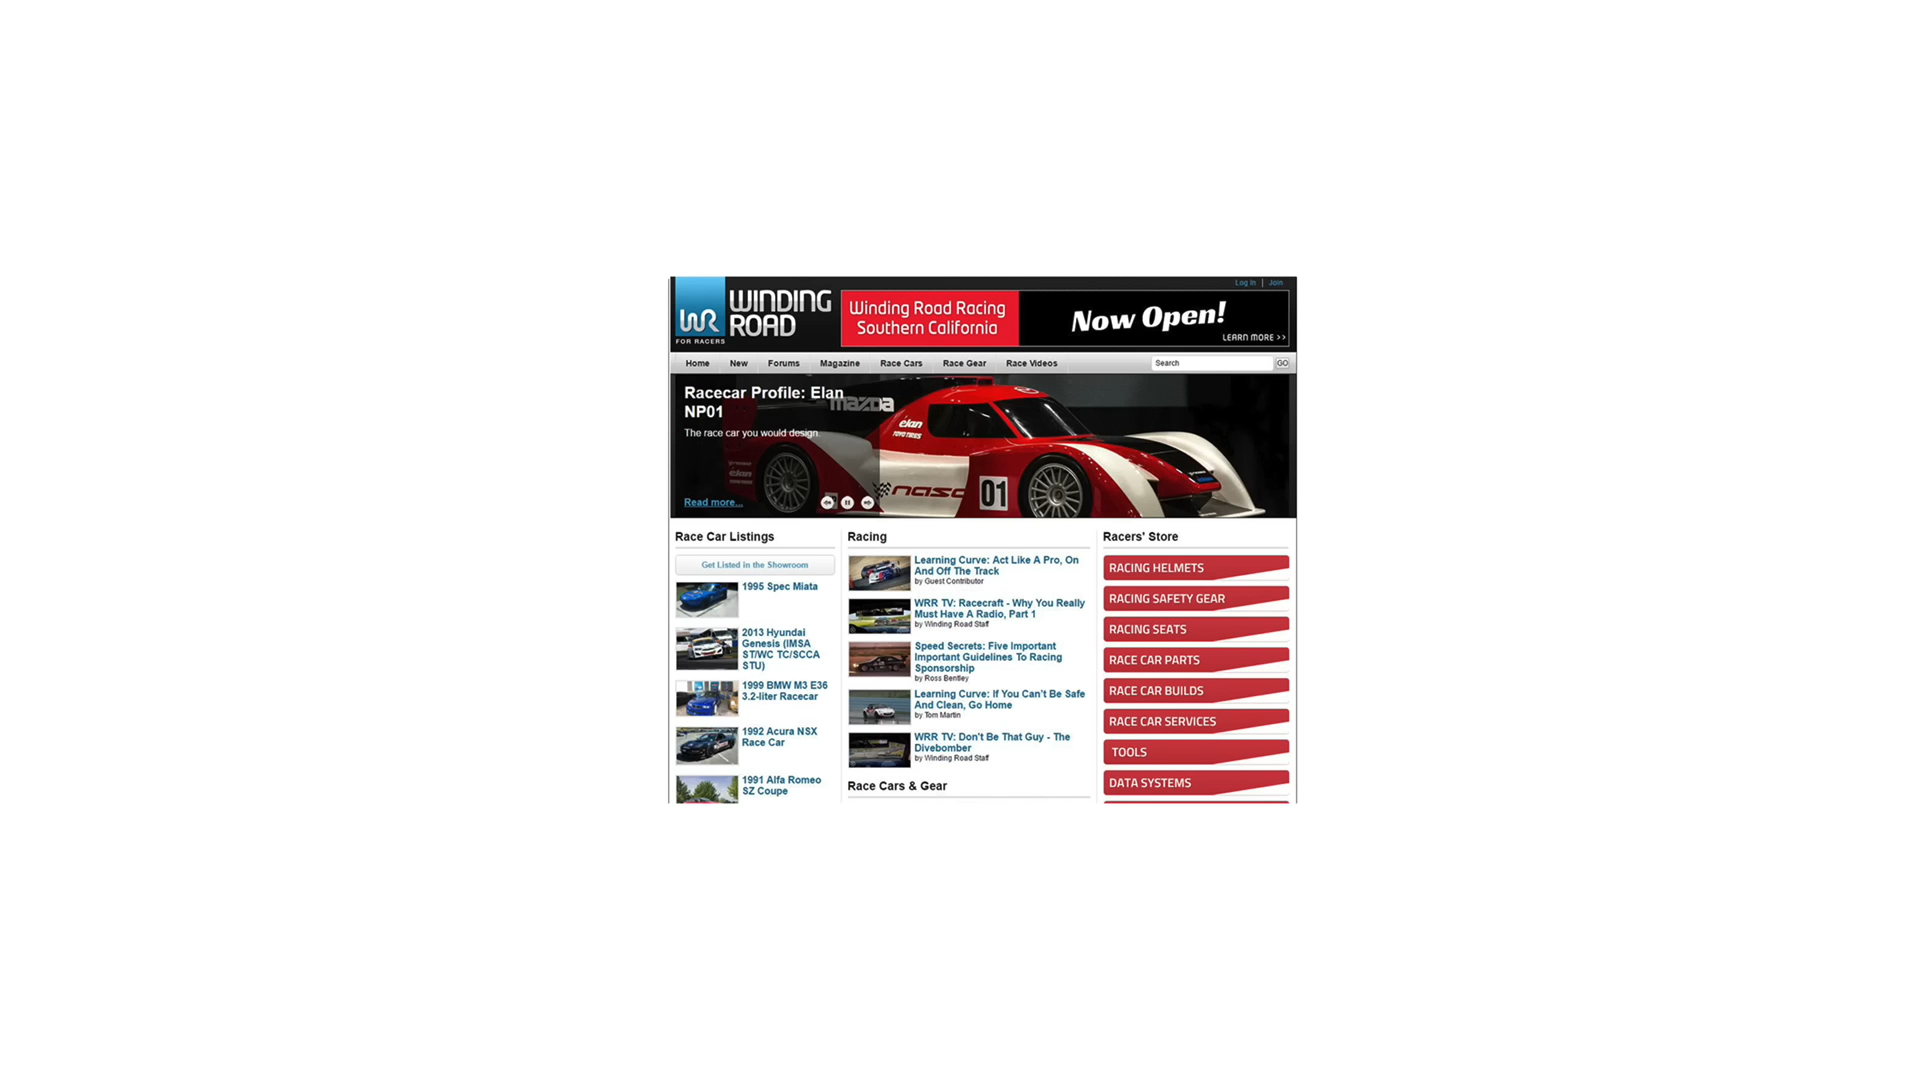 Log In | Join
WR
FOR RACERS
WINDING
ROAD
Winding Road Racing
Southern California
Now Open!
LEARN MORE >>
Home New Forums Magazine Race Cars Race Gear Race Videos
Search GO
Racecar Profile: Elan
NP01
The race car you would design.
Read more...
mazda
élan
TOYO TIRES
élan
nasa
01
Race Car Listings
Get Listed in the Showroom
1995 Spec Miata
2013 Hyundai
Genesis (IMSA
ST/WC TC/SCCA
STU)
1999 BMW M3 E36
3.2-liter Racecar
1992 Acura NSX
Race Car
1991 Alfa Romeo
SZ Coupe
Racing
Learning Curve: Act Like A Pro, On
And Off The Track
by Guest Contributor
WRR TV: Racecraft - Why You Really
Must Have A Radio, Part 1
by Winding Road Staff
Speed Secrets: Five Important
Important Guidelines To Racing
Sponsorship
by Ross Bentley
Learning Curve: If You Can't Be Safe
And Clean, Go Home
by Tom Martin
WRR TV: Don't Be That Guy - The
Divebomber
by Winding Road Staff
Race Cars & Gear
Racers' Store
RACING HELMETS
RACING SAFETY GEAR
RACING SEATS
RACE CAR PARTS
RACE CAR BUILDS
RACE CAR SERVICES
TOOLS
DATA SYSTEMS